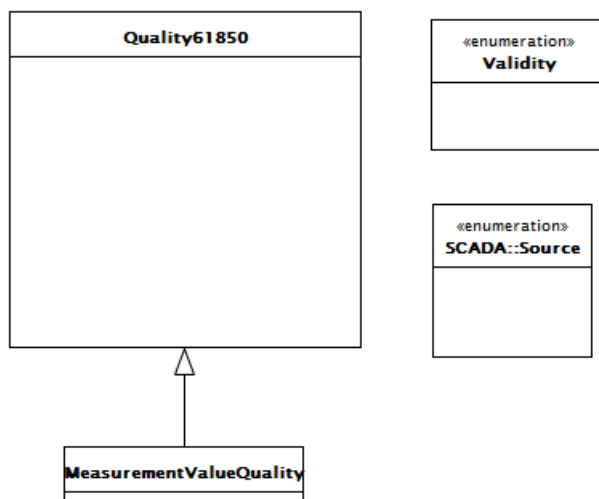 Quality61850
«enumeration»
Validity
«enumeration»
SCADA::Source
MeasurementValueQuality